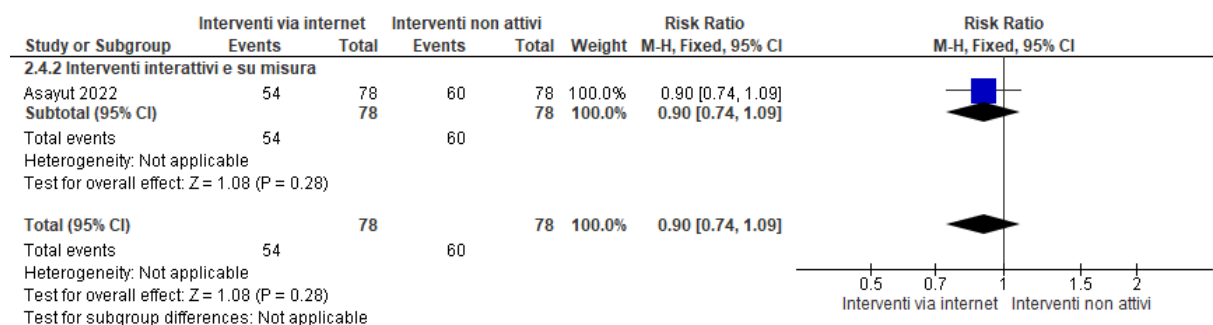 Interventi via internet Interventi non attivi Risk Ratio Risk Ratio
Study or Subgroup Events Total Events Total Weight M-H, Fixed, 95% CI M-H, Fixed, 95% CI
2.4.2 Interventi interattivi e su misura
Asayut 2022 54 78 60 78 100.0% 0.90 [0.74, 1.09]
Subtotal (95% CI) 78 78 100.0% 0.90 [0.74, 1.09]
Total events 54 60
Heterogeneity: Not applicable
Test for overall effect: Z = 1.08 (P = 0.28)
Total (95% CI) 78 78 100.0% 0.90 [0.74, 1.09]
Total events 54 60
Heterogeneity: Not applicable
Test for overall effect: Z = 1.08 (P = 0.28)
Test for subgroup differences: Not applicable
0.5 0.7 1 1.5 2
Interventi via internet Interventi non attivi